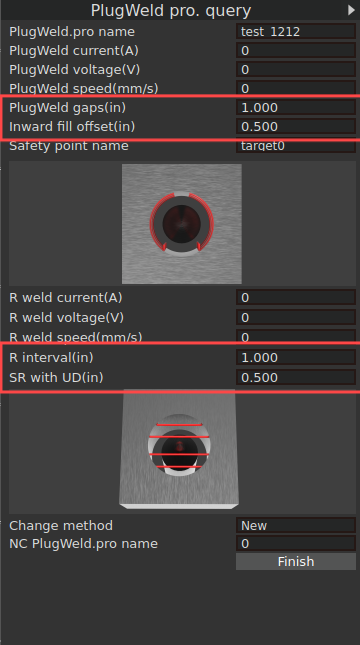 PlugWeld pro. query
PlugWeld.pro name test_1212
PlugWeld current(A) 0
PlugWeld voltage(V) 0
PlugWeld speed(mm/s) 0
PlugWeld gaps(in) 1.000
Inward fill offset(in) 0.500
Safety point name target0
R weld current(A) 0
R weld voltage(V) 0
R weld speed(mm/s) 0
R interval(in) 1.000
SR with UD(in) 0.500
Change method New
NC PlugWeld.pro name 0
Finish